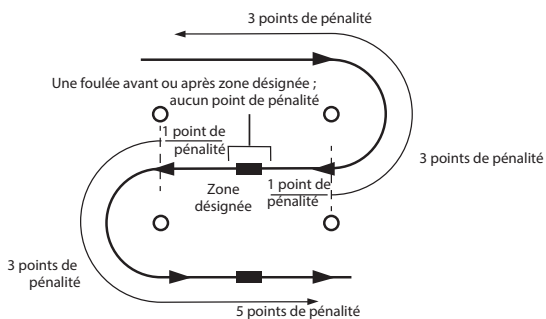 3 points de pénalité
Une foulée avant ou après zone désignée ;
aucun point de pénalité
1 point de
pénalité
3 points de pénalité
Zone
désignée
1 point de
pénalité
3 points de
pénalité
5 points de pénalité